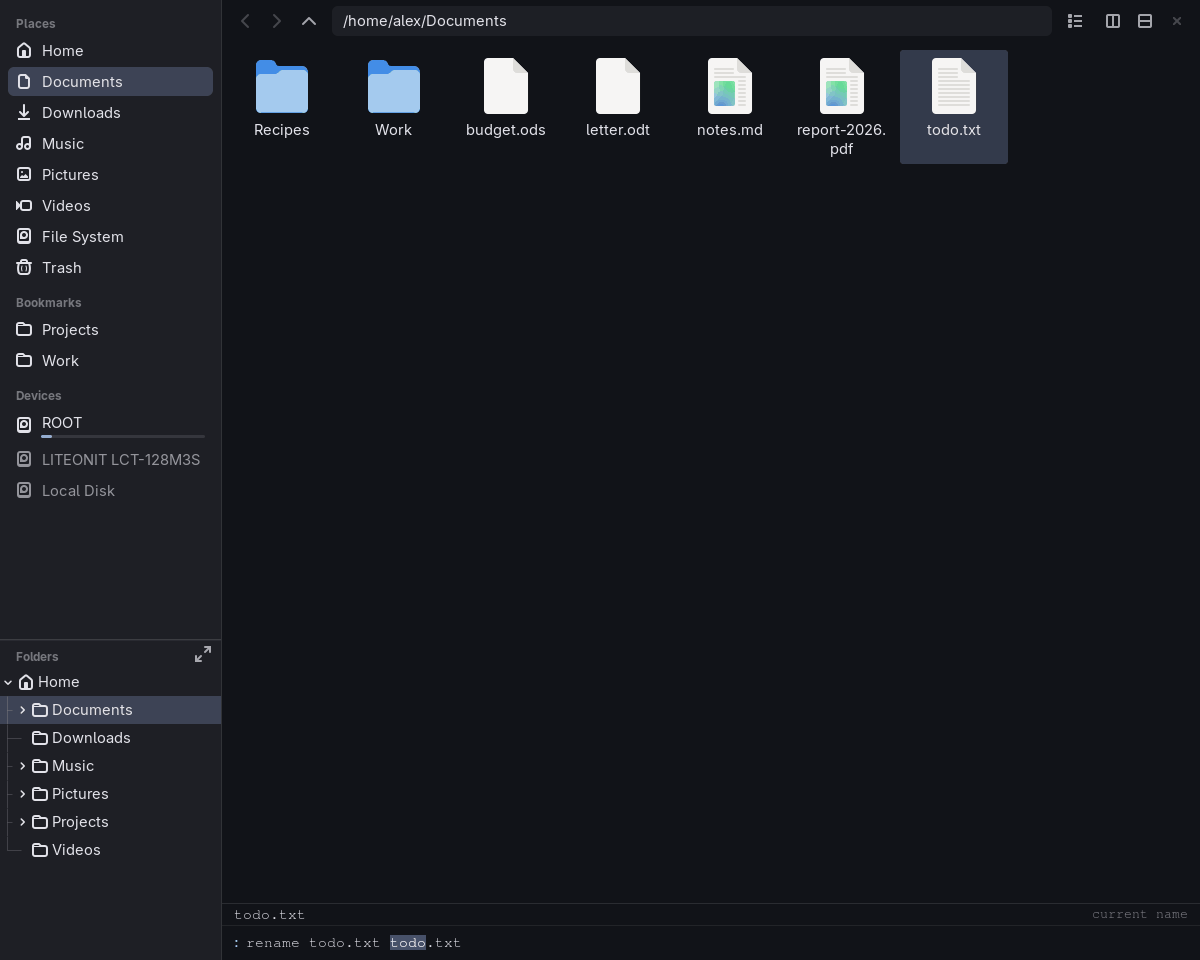 Places
Home
Documents
Downloads
Music
Pictures
Videos
File System
Trash
Bookmarks
Projects
Work
Devices
ROOT
LITEONIT LCT-128M3S
Local Disk
Folders
Home
Documents
Downloads
Music
Pictures
Projects
Videos
/home/alex/Documents
Recipes
Work
budget.ods
letter.odt
notes.md
report-2026.
pdf
todo.txt
todo.txt
current name
: rename todo.txt todo.txt